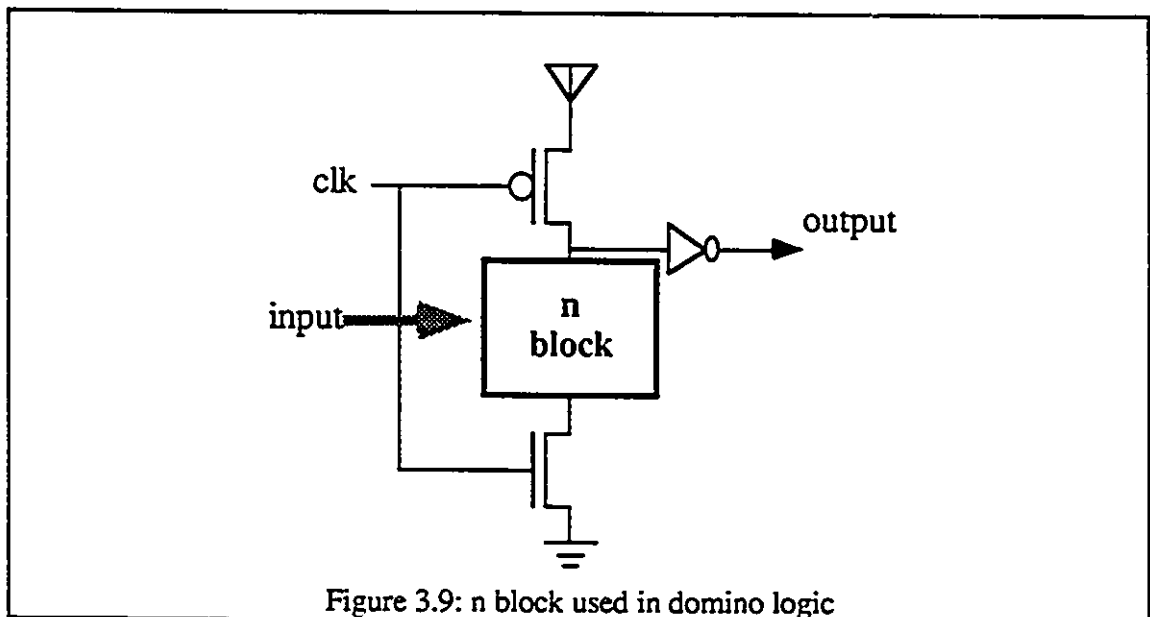 clk
output
input
n
block
Figure 3.9: n block used in domino logic